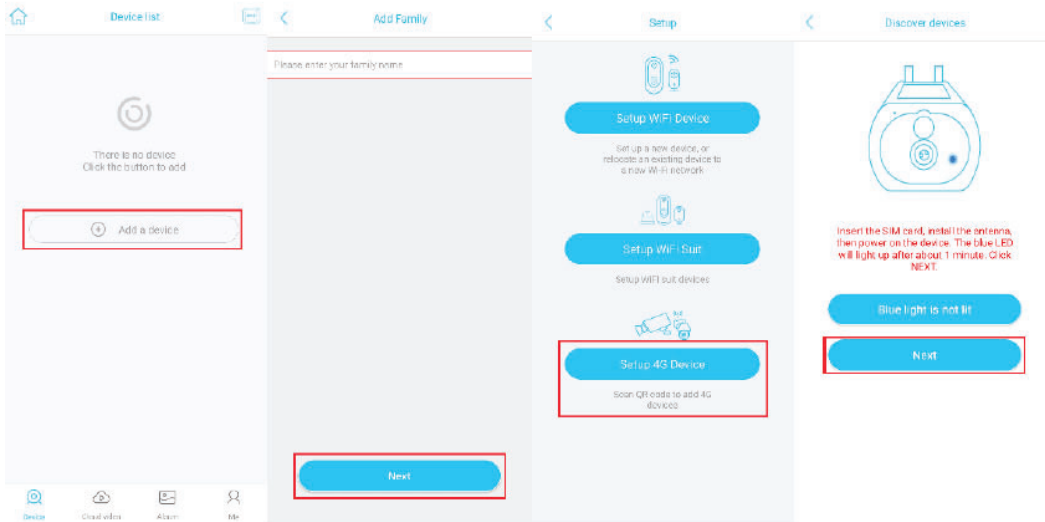 Device list
There is no device
Click the button to add
Add a device
Device
Cloud video
Album
Me
Add Family
Please enter your family name
Next
Setup
Setup WiFi Device
Set up a new device, or
relocate an existing device to
a new Wi-Fi network
Setup WiFi Suit
Setup WiFi suit devices
Setup 4G Device
Scan QR code to add 4G
devices
Discover devices
Insert the SIM card, install the antenna,
then power on the device. The blue LED
will light up after about 1 minute. Click
NEXT.
Blue light is not lit
Next